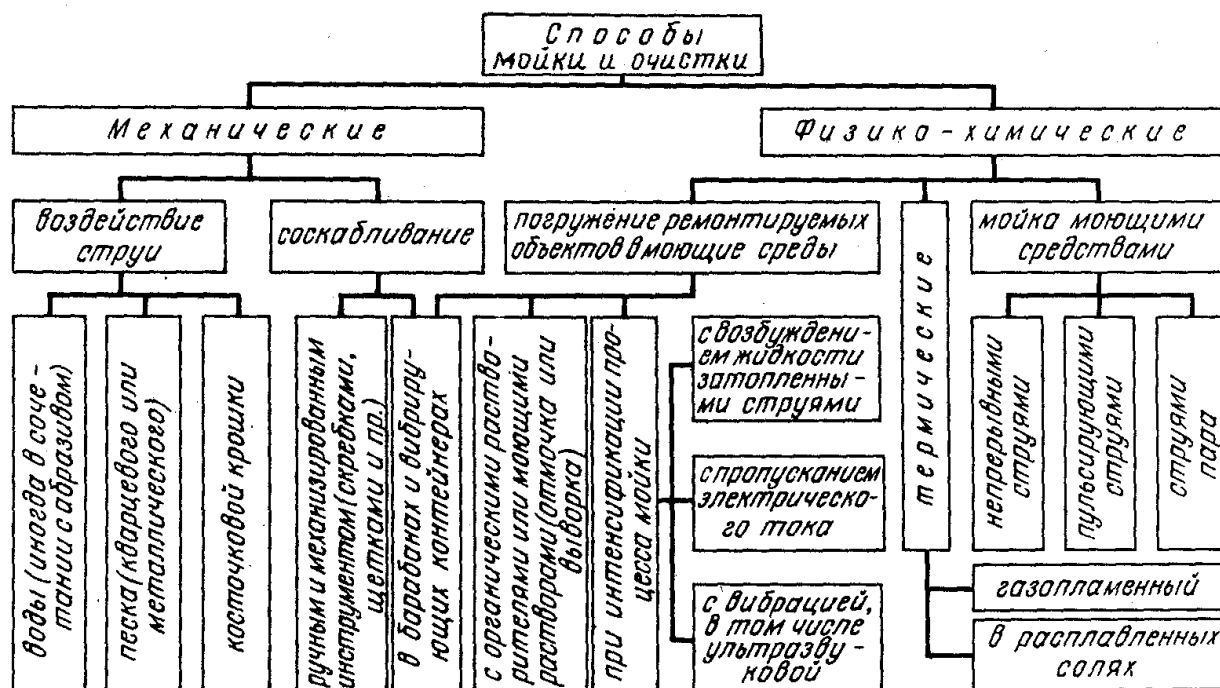 Способы
мойки и очистки
Механические
Физико-химические
воздействие
струи
соскабливание
погружение ремонтируемых
объектов в моющие среды
термические
мойка моющими
средствами
воды (иногда в соче-
тании с абразивом)
песка (кварцевого или
металлического)
косточковой крошки
ручным и механизированным
инструментом (скребками,
щетками и пр.)
в барабанах и вибриру-
ющих контейнерах
с органическими раство-
рителями или моющими
растворами (отмочка или
выворка)
при интенсификации про-
цесса мойки
с возбуждени-
ем жидкости
затопленны-
ми струями
с пропусканием
электрическо-
го тока
с вибрацией,
в том числе
ультразву-
ковой
непрерывными
струями
пульсирующими
струями
струями
пара
газопламенный
в расплавленных
солях